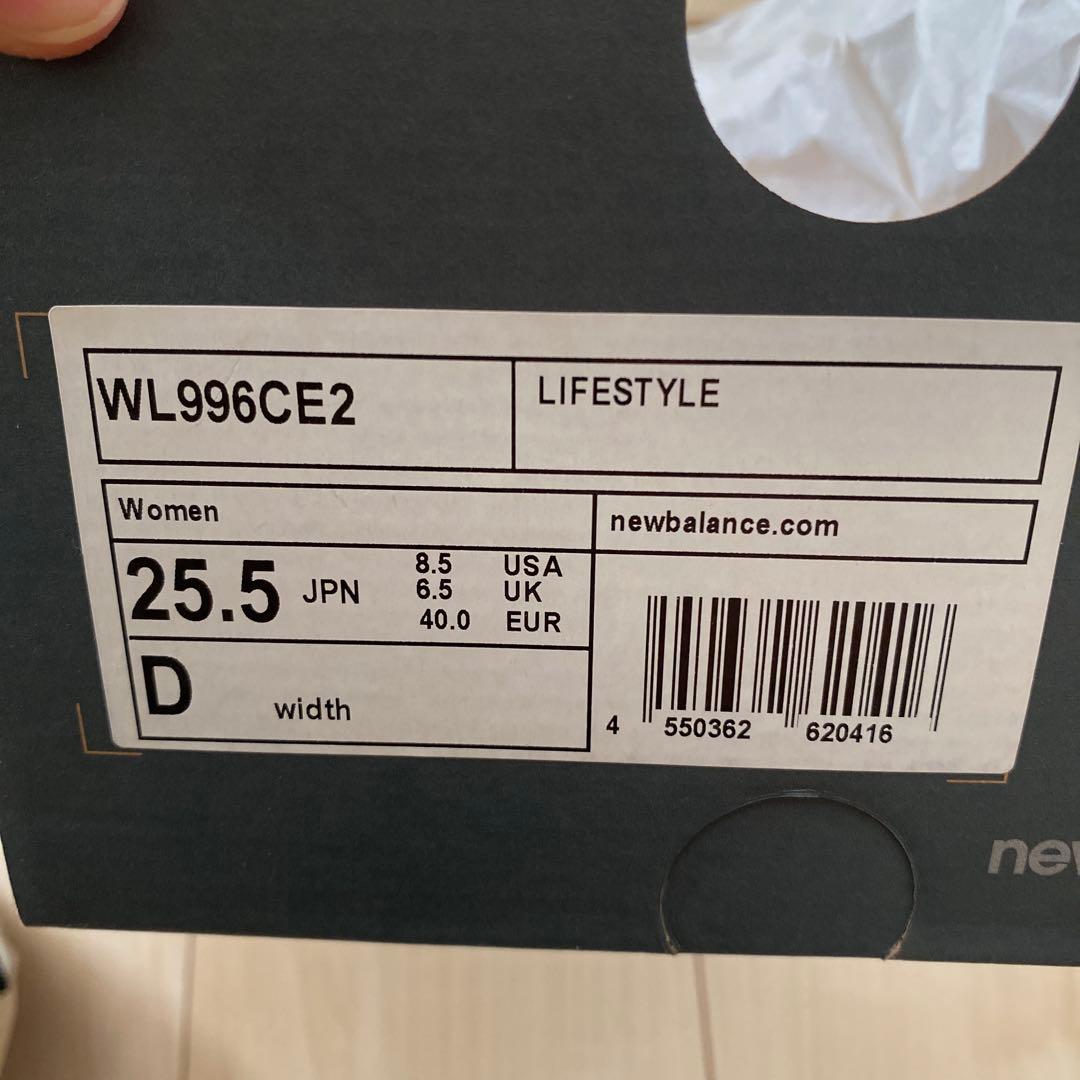 WL996CE2
LIFESTYLE
Women
newbalance.com
25.5 JPN
8.5 USA
6.5 UK
40.0 EUR
D width
4 550362 620416